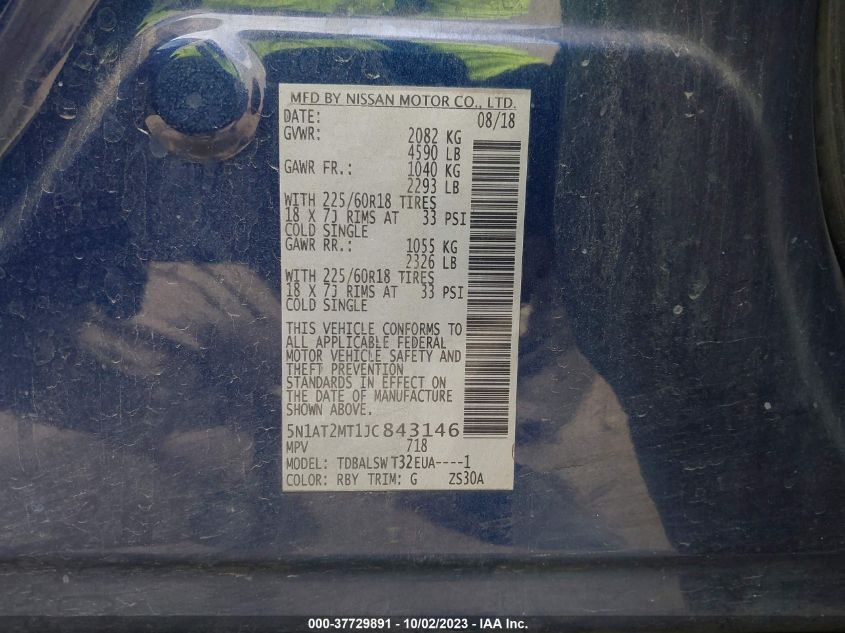 MFD BY NISSAN MOTOR CO., LTD.
DATE: 08/18
GVWR: 2082 KG
4590 LB
GAWR FR.: 1040 KG
2293 LB
WITH 225/60R18 TIRES
18 X 7J RIMS AT 33 PSI
COLD SINGLE
GAWR RR.: 1055 KG
2326 LB
WITH 225/60R18 TIRES
18 X 7J RIMS AT 33 PSI
COLD SINGLE
THIS VEHICLE CONFORMS TO
ALL APPLICABLE FEDERAL
MOTOR VEHICLE SAFETY AND
THEFT PREVENTION
STANDARDS IN EFFECT ON
THE DATE OF MANUFACTURE
SHOWN ABOVE.
5N1AT2MT1JC843146
MPV 718
MODEL: TDBALSW T32EUA----1
COLOR: RBY TRIM: G ZS30A
000-37729891 - 10/02/2023 - © IAA Inc.